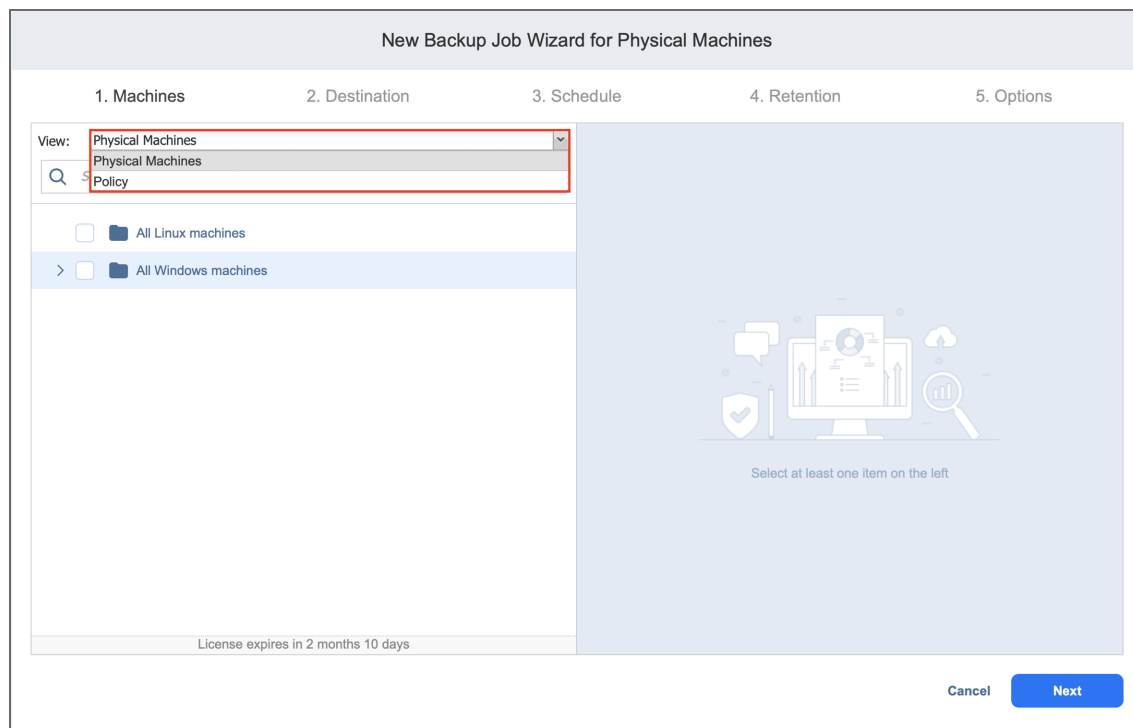 New Backup Job Wizard for Physical Machines
1. Machines 2. Destination 3. Schedule 4. Retention 5. Options
View: Physical Machines
Physical Machines
Policy
All Linux machines
All Windows machines
Select at least one item on the left
License expires in 2 months 10 days
Cancel Next